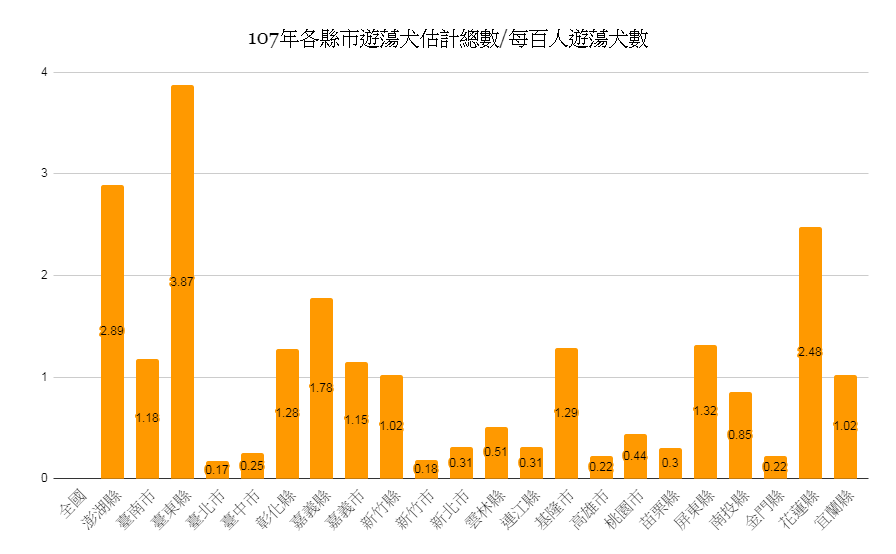 107年各縣市遊蕩犬估計總數/每百人遊蕩犬數
4
3
2
1
0
2.89
1.18
3.87
0.17
0.25
1.28
1.78
1.15
1.02
0.18
0.31
0.51
0.31
1.29
0.22
0.44
0.3
1.32
0.85
0.22
2.48
1.02
全國
澎湖縣
臺南市
臺東縣
臺北市
臺中市
彰化縣
嘉義縣
嘉義市
新竹縣
新竹市
新北市
雲林縣
連江縣
基隆市
高雄市
桃園市
苗栗縣
屏東縣
南投縣
金門縣
花蓮縣
宜蘭縣